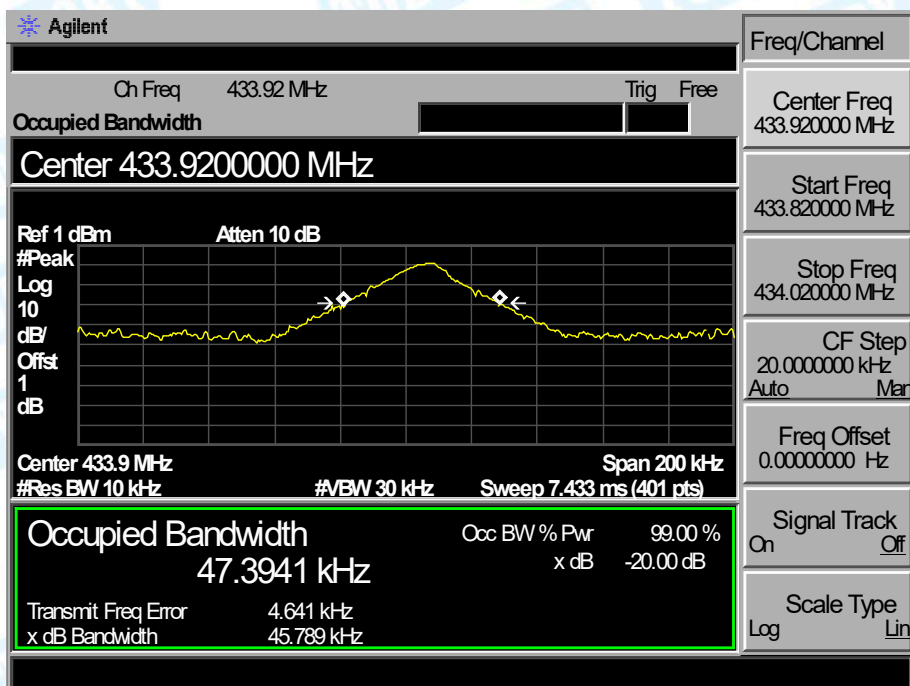 Agilent
Freq/Channel
Ch Freq 433.92 MHz Trig Free
Occupied Bandwidth
Center 433.9200000 MHz
Ref 1 dBm Atten 10 dB
#Peak
Log
10
dB/
Offst
1
dB
Center 433.9 MHz Span 200 kHz
#Res BW 10 kHz #VBW 30 kHz Sweep 7.433 ms (401 pts)
Occupied Bandwidth Occ BW % Pwr 99.00 %
47.3941 kHz x dB -20.00 dB
Transmit Freq Error 4.641 kHz
x dB Bandwidth 45.789 kHz
Center Freq
433.920000 MHz
Start Freq
433.820000 MHz
Stop Freq
434.020000 MHz
CF Step
20.0000000 kHz
Auto Man
Freq Offset
0.00000000 Hz
Signal Track
On Off
Scale Type
Log Lin